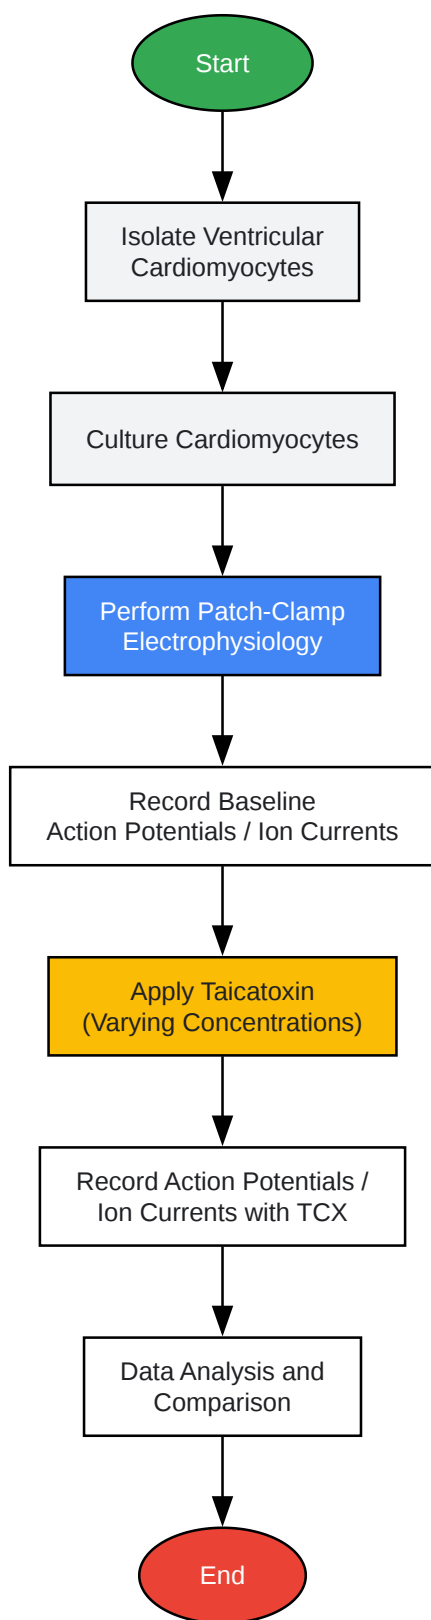 Start
Isolate Ventricular
Cardiomyocytes
Culture Cardiomyocytes
Perform Patch-Clamp
Electrophysiology
Record Baseline
Action Potentials / Ion Currents
Apply Taicatoxin
(Varying Concentrations)
Record Action Potentials /
Ion Currents with TCX
Data Analysis and
Comparison
End